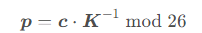 p = c · K⁻¹ mod 26